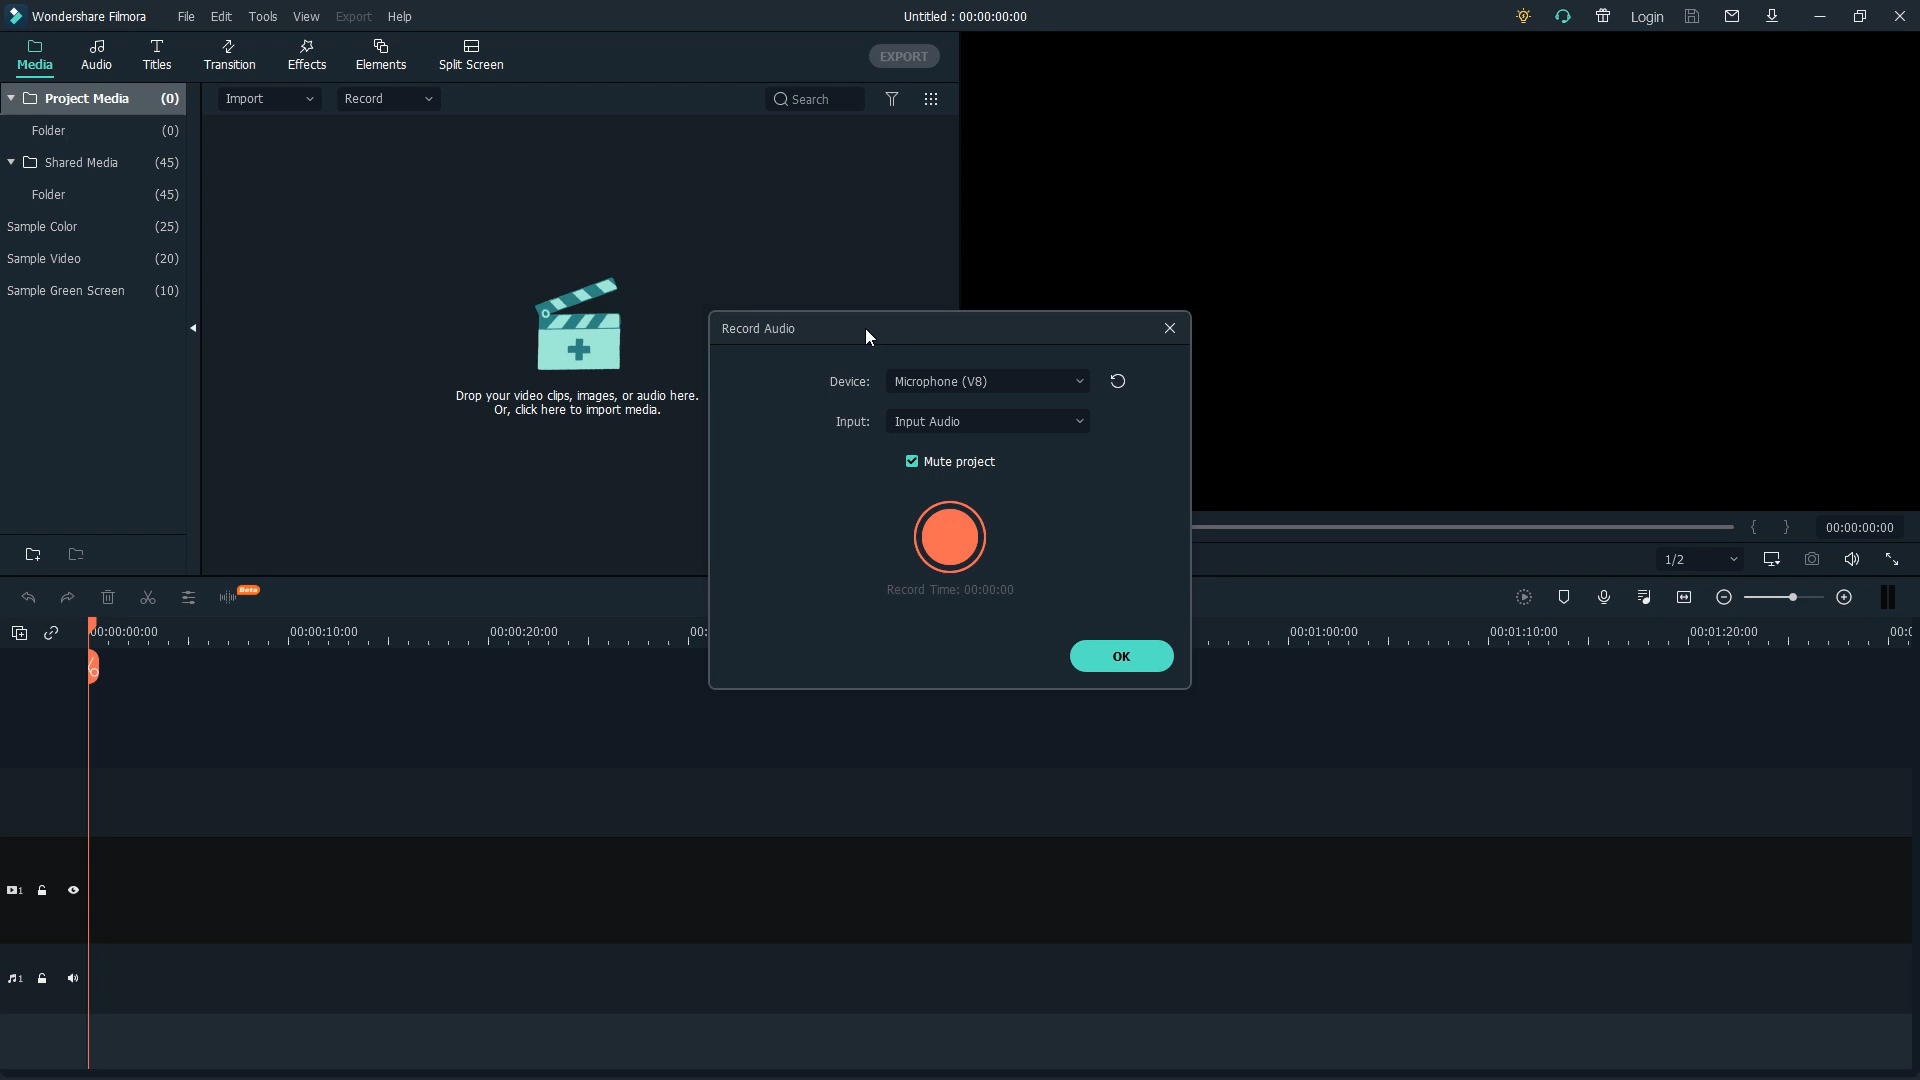 Wondershare Filmora File Edit Tools View Export Help Untitled : 00:00:00:00 Login
Media Audio Titles Transition Effects Elements Split Screen EXPORT
Project Media (0) Import Record Search
Folder (0)
Shared Media (45)
Folder (45)
Sample Color (25)
Sample Video (20)
Sample Green Screen (10)
Drop your video clips, images, or audio here.
Or, click here to import media.
Record Audio
Device: Microphone (V8)
Input: Input Audio
Mute project
Record Time: 00:00:00
OK
{ } 00:00:00:00
1/2
Beta
00:00:00:00 00:00:10:00 00:00:20:00 00: 00:01:00:00 00:01:10:00 00:01:20:00 00:0
1
1